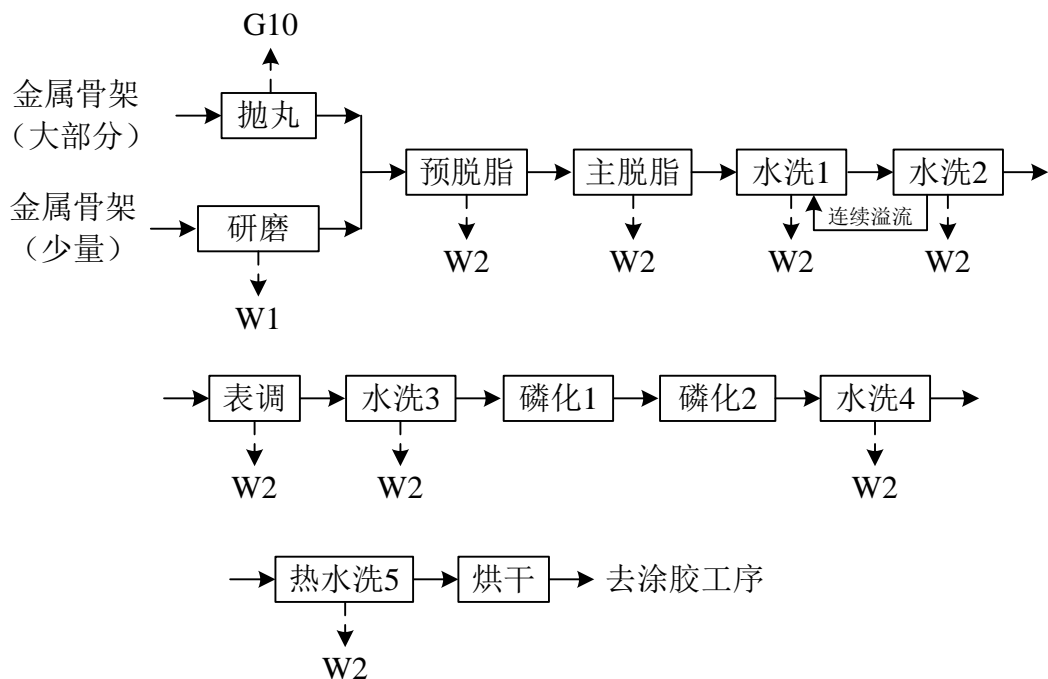 G10
金属骨架
（大部分）
抛丸
金属骨架
（少量）
研磨
W1
预脱脂
主脱脂
水洗1
水洗2
连续溢流
W2
W2
W2
W2
表调
水洗3
磷化1
磷化2
水洗4
W2
W2
W2
热水洗5
烘干
去涂胶工序
W2